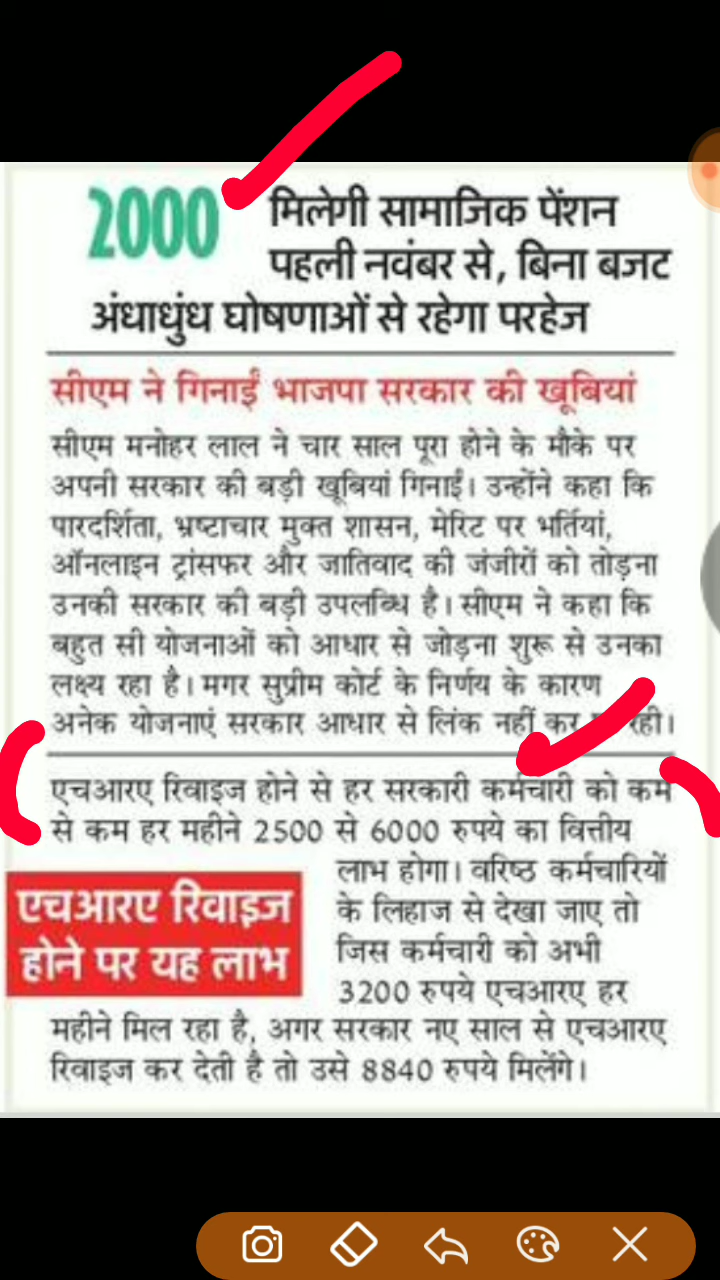 2000 मिलेगी सामाजिक पेंशन
पहली नवंबर से, बिना बजट
अंधाधुंध घोषणाओं से रहेगा परहेज
सीएम ने गिनाईं भाजपा सरकार की खूबियां
सीएम मनोहर लाल ने चार साल पूरा होने के मौके पर
अपनी सरकार की बड़ी खूबियां गिनाईं। उन्होंने कहा कि
पारदर्शिता, भ्रष्टाचार मुक्त शासन, मेरिट पर भर्तियां,
ऑनलाइन ट्रांसफर और जातिवाद की जंजीरों को तोड़ना
उनकी सरकार की बड़ी उपलब्धि है। सीएम ने कहा कि
बहुत सी योजनाओं को आधार से जोड़ना शुरू से उनका
लक्ष्य रहा है। मगर सुप्रीम कोर्ट के निर्णय के कारण
अनेक योजनाएं सरकार आधार से लिंक नहीं कर रही।
एचआरए रिवाइज होने से हर सरकारी कर्मचारी को कम
से कम हर महीने 2500 से 6000 रुपये का वित्तीय
लाभ होगा। वरिष्ठ कर्मचारियों
के लिहाज से देखा जाए तो
जिस कर्मचारी को अभी
3200 रुपये एचआरए हर
महीने मिल रहा है, अगर सरकार नए साल से एचआरए
रिवाइज कर देती है तो उसे 8840 रुपये मिलेंगे।
एचआरए रिवाइज
होने पर यह लाभ